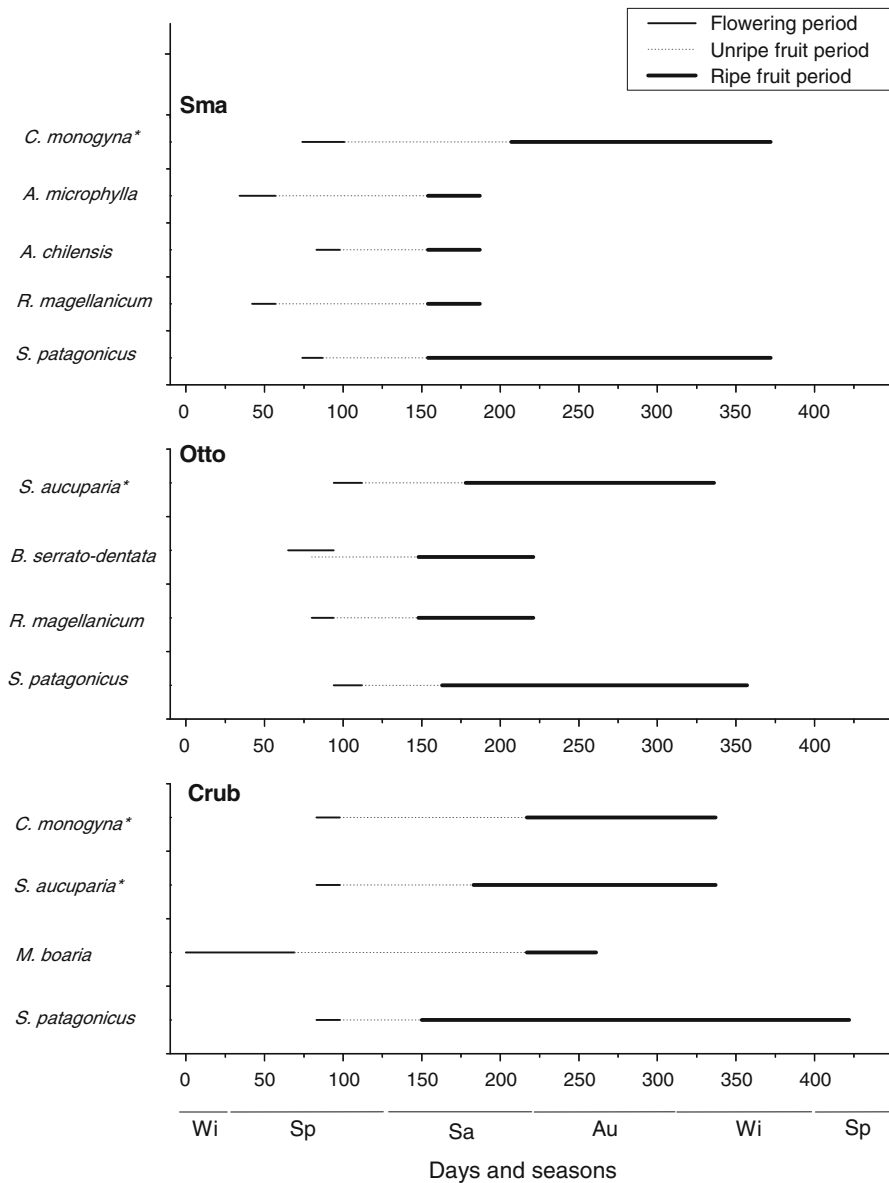 Flowering period
Unripe fruit period
Ripe fruit period
Sma
C. monogyna*
A. microphylla
A. chilensis
R. magellanicum
S. patagonicus
0 50 100 150 200 250 300 350 400
Otto
S. aucuparia*
B. serrato-dentata
R. magellanicum
S. patagonicus
0 50 100 150 200 250 300 350 400
Crub
C. monogyna*
S. aucuparia*
M. boaria
S. patagonicus
0 50 100 150 200 250 300 350 400
Wi Sp Sa Au Wi Sp
Days and seasons